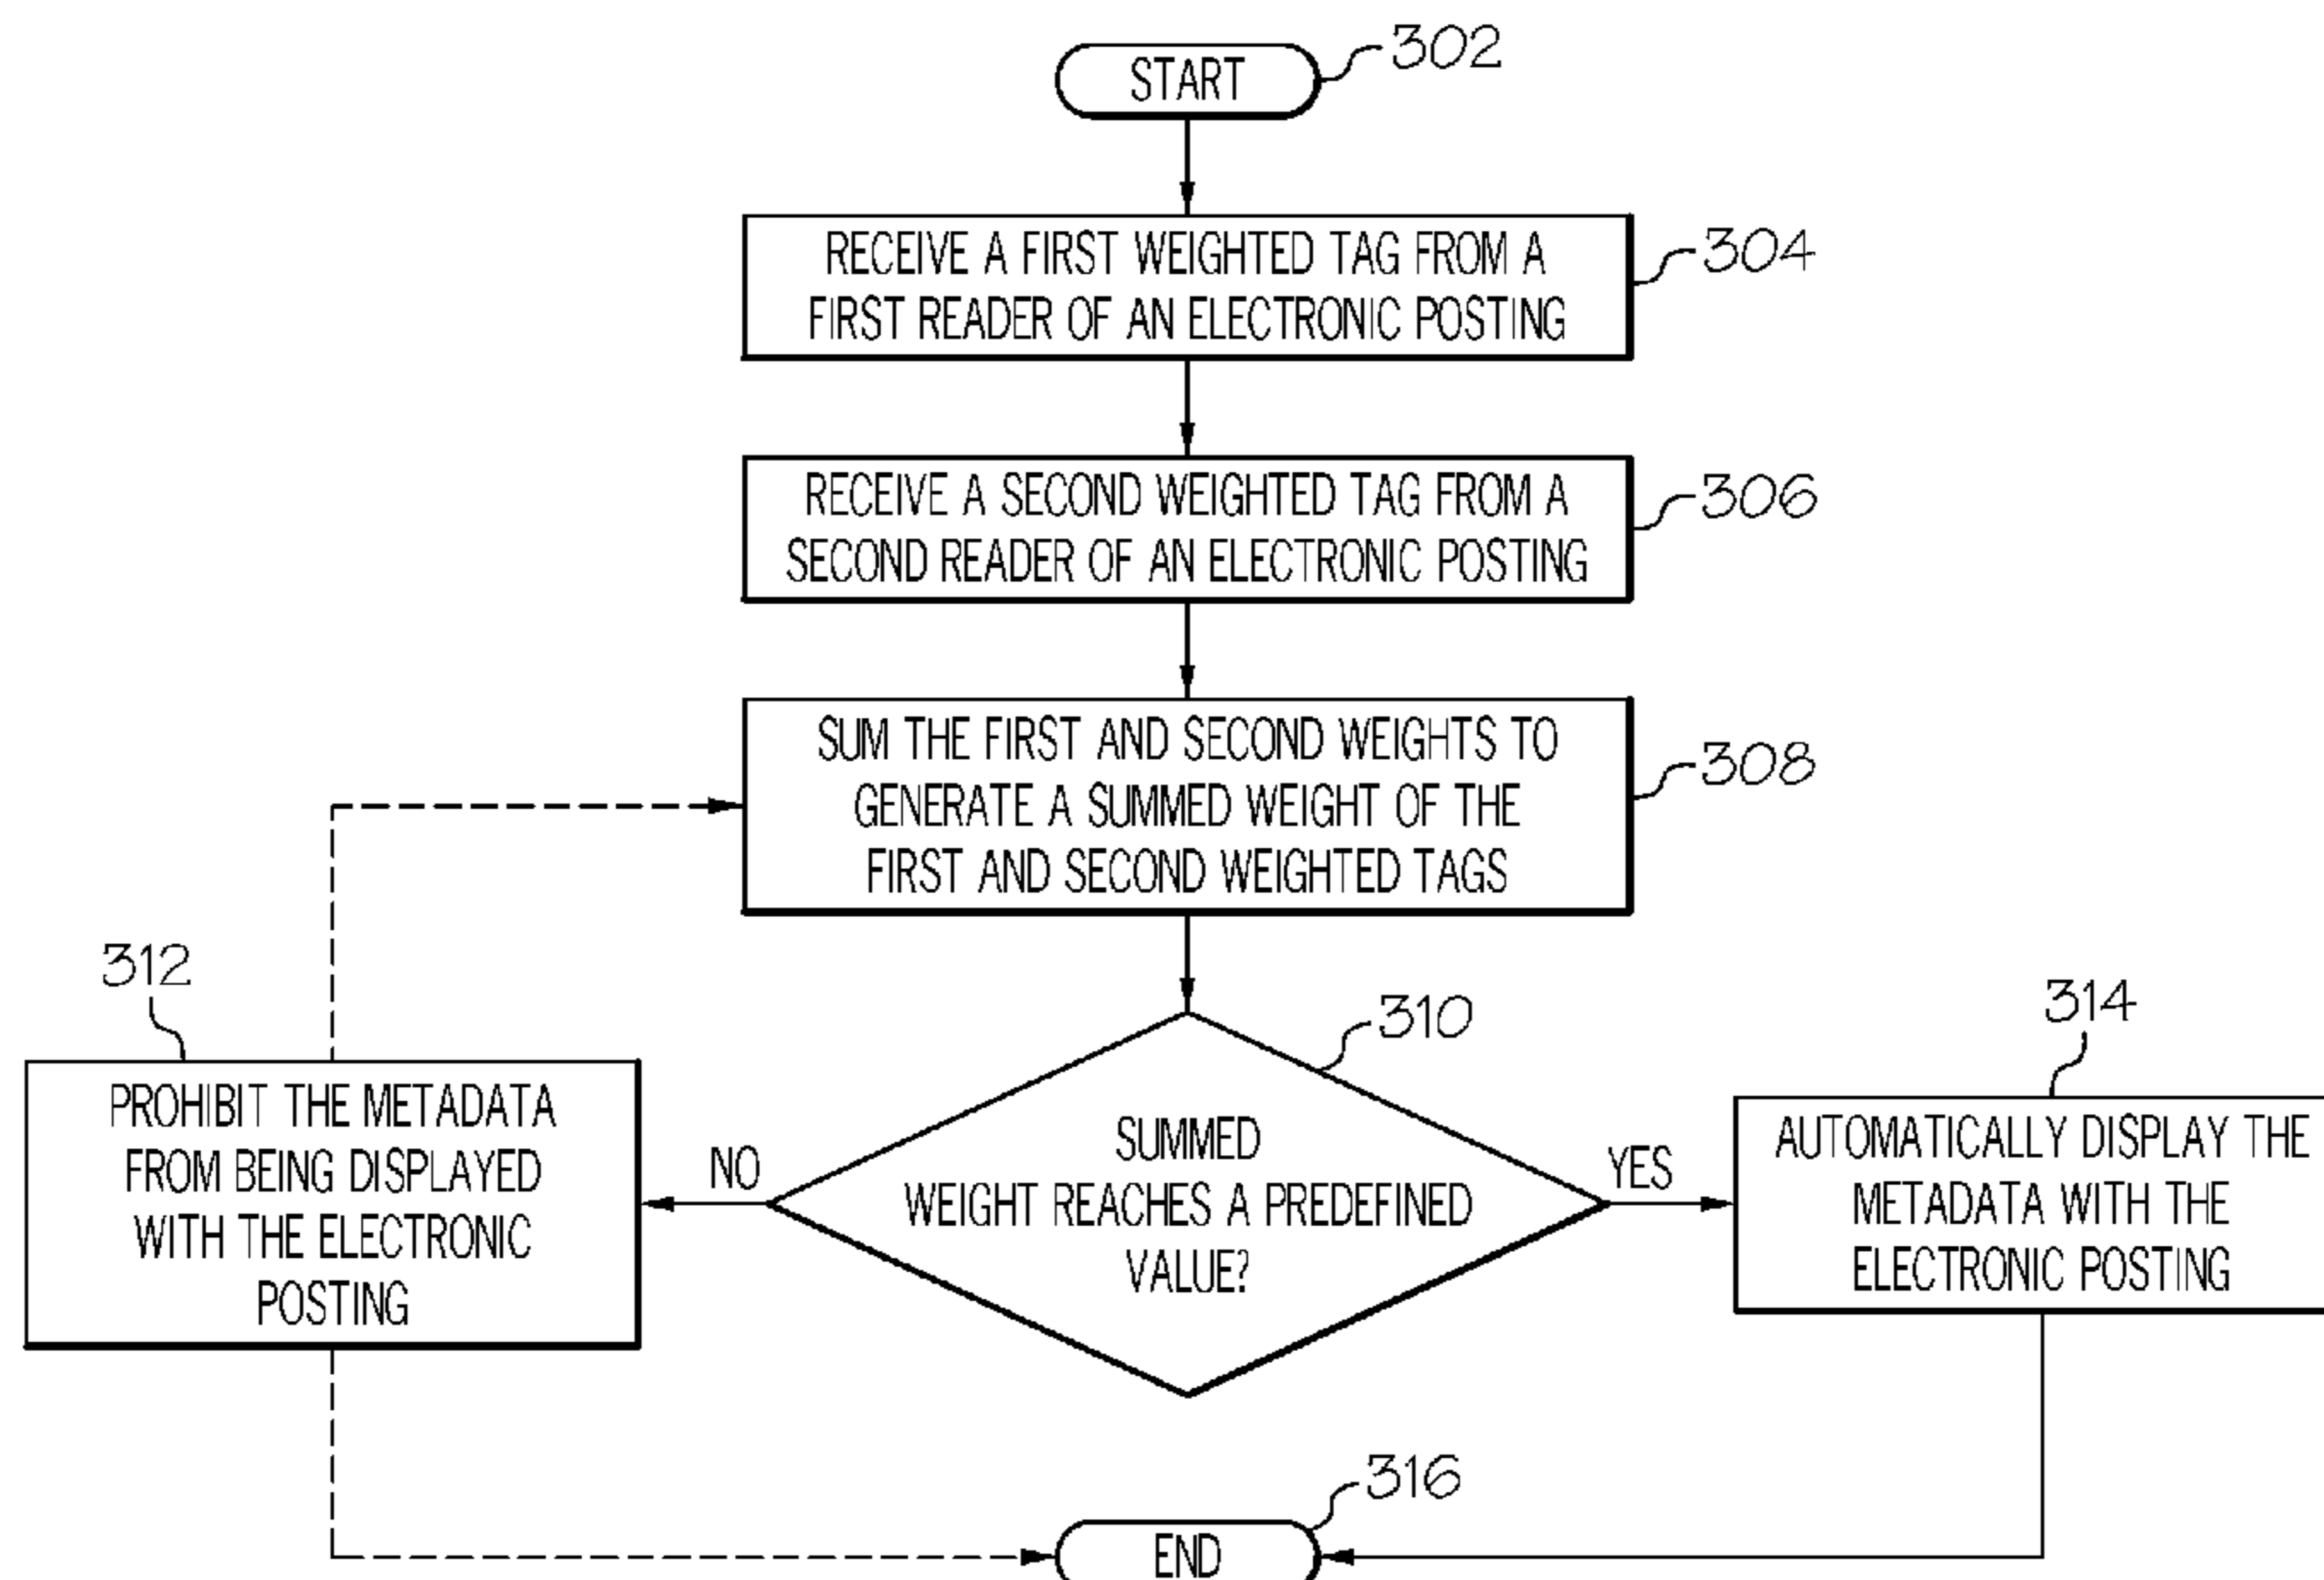 START
302
RECEIVE A FIRST WEIGHTED TAG FROM A
FIRST READER OF AN ELECTRONIC POSTING
304
RECEIVE A SECOND WEIGHTED TAG FROM A
SECOND READER OF AN ELECTRONIC POSTING
306
SUM THE FIRST AND SECOND WEIGHTS TO
GENERATE A SUMMED WEIGHT OF THE
FIRST AND SECOND WEIGHTED TAGS
308
312
PROHIBIT THE METADATA
FROM BEING DISPLAYED
WITH THE ELECTRONIC
POSTING
NO
310
SUMMED
WEIGHT REACHES A PREDEFINED
VALUE?
YES
314
AUTOMATICALLY DISPLAY THE
METADATA WITH THE
ELECTRONIC POSTING
316
END